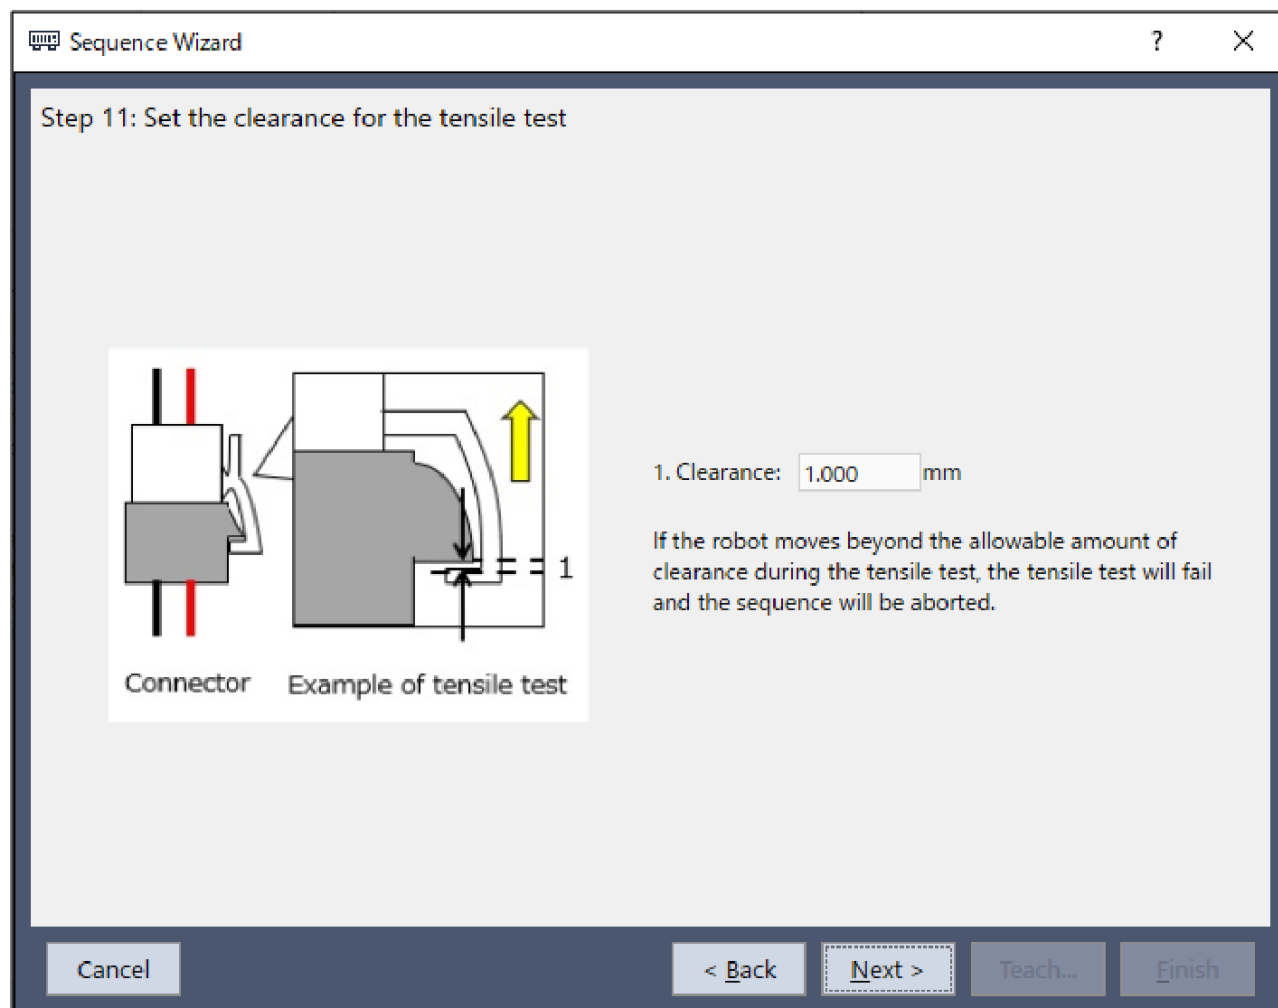 Sequence Wizard
?
Step 11: Set the clearance for the tensile test
1
Connector
Example of tensile test
1. Clearance: 1.000 mm
If the robot moves beyond the allowable amount of
clearance during the tensile test, the tensile test will fail
and the sequence will be aborted.
Cancel
< Back
Next >
Teach...
Finish